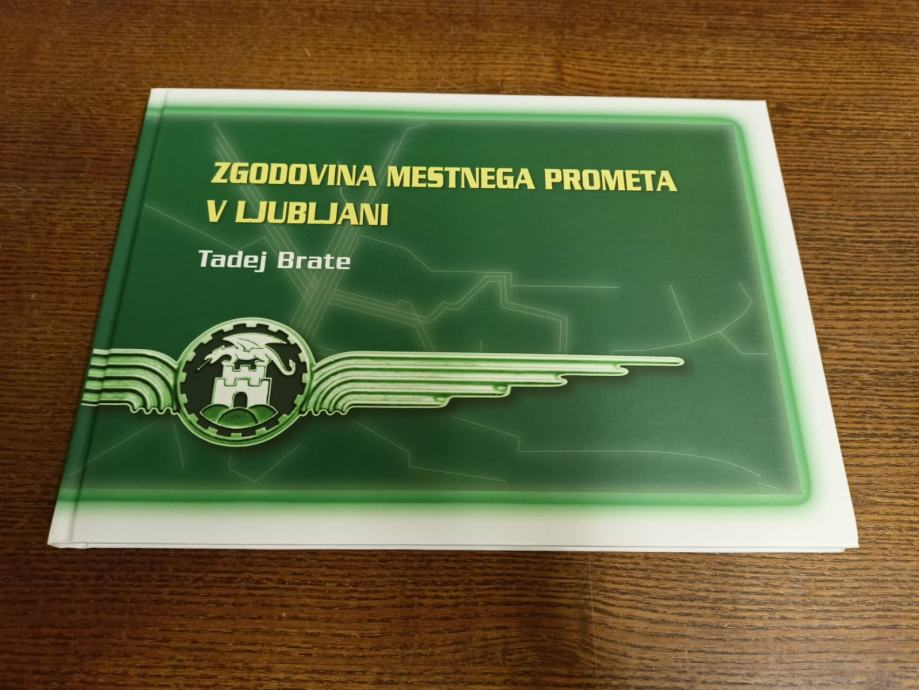 ZGODOVINA MESTNEGA PROMETA
V LJUBLJANI
Tadej Brate